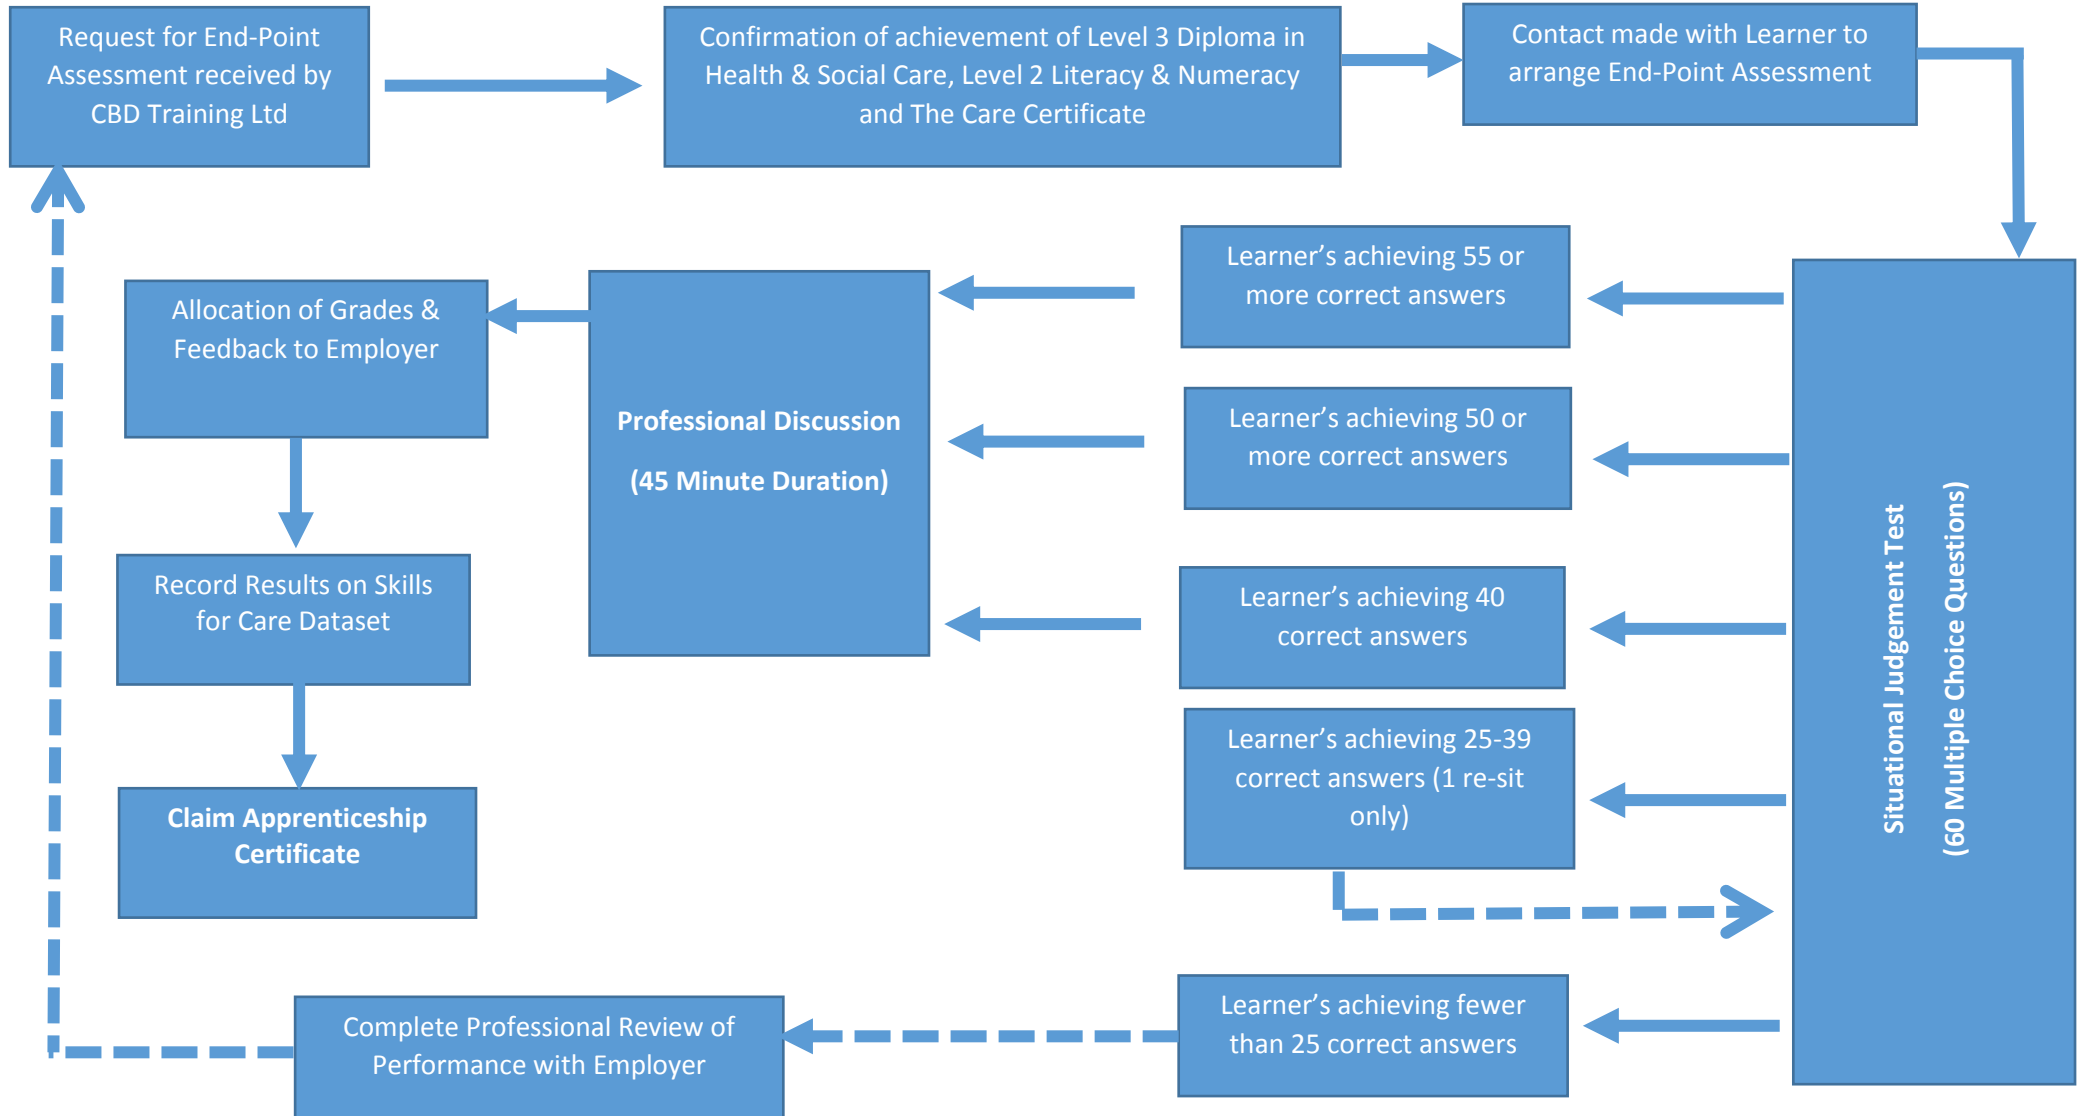 Request for End-Point
Assessment received by
CBD Training Ltd
Confirmation of achievement of Level 3 Diploma in
Health & Social Care, Level 2 Literacy & Numeracy
and The Care Certificate
Contact made with Learner to
arrange End-Point Assessment
Situational Judgement Test
(60 Multiple Choice Questions)
Learner’s achieving 55 or
more correct answers
Learner’s achieving 50 or
more correct answers
Learner’s achieving 40
correct answers
Learner’s achieving 25-39
correct answers (1 re-sit
only)
Learner’s achieving fewer
than 25 correct answers
Professional Discussion
(45 Minute Duration)
Allocation of Grades &
Feedback to Employer
Record Results on Skills
for Care Dataset
Claim Apprenticeship
Certificate
Complete Professional Review of
Performance with Employer